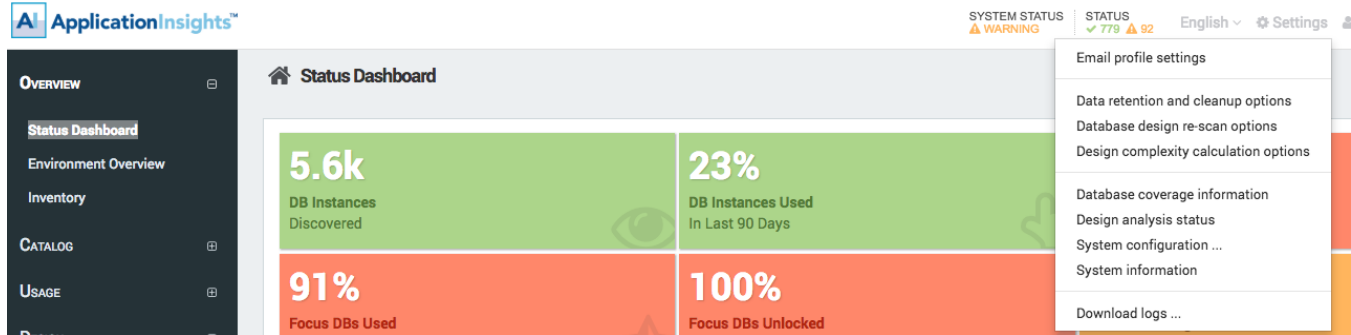 AI ApplicationInsights™
SYSTEM STATUS
WARNING
STATUS
779 92
English
Settings
OVERVIEW
Status Dashboard
Environment Overview
Inventory
CATALOG
USAGE
Status Dashboard
5.6k
DB Instances
Discovered
23%
DB Instances Used
In Last 90 Days
91%
Focus DBs Used
100%
Focus DBs Unlocked
Email profile settings
Data retention and cleanup options
Database design re-scan options
Design complexity calculation options
Database coverage information
Design analysis status
System configuration ...
System information
Download logs ...